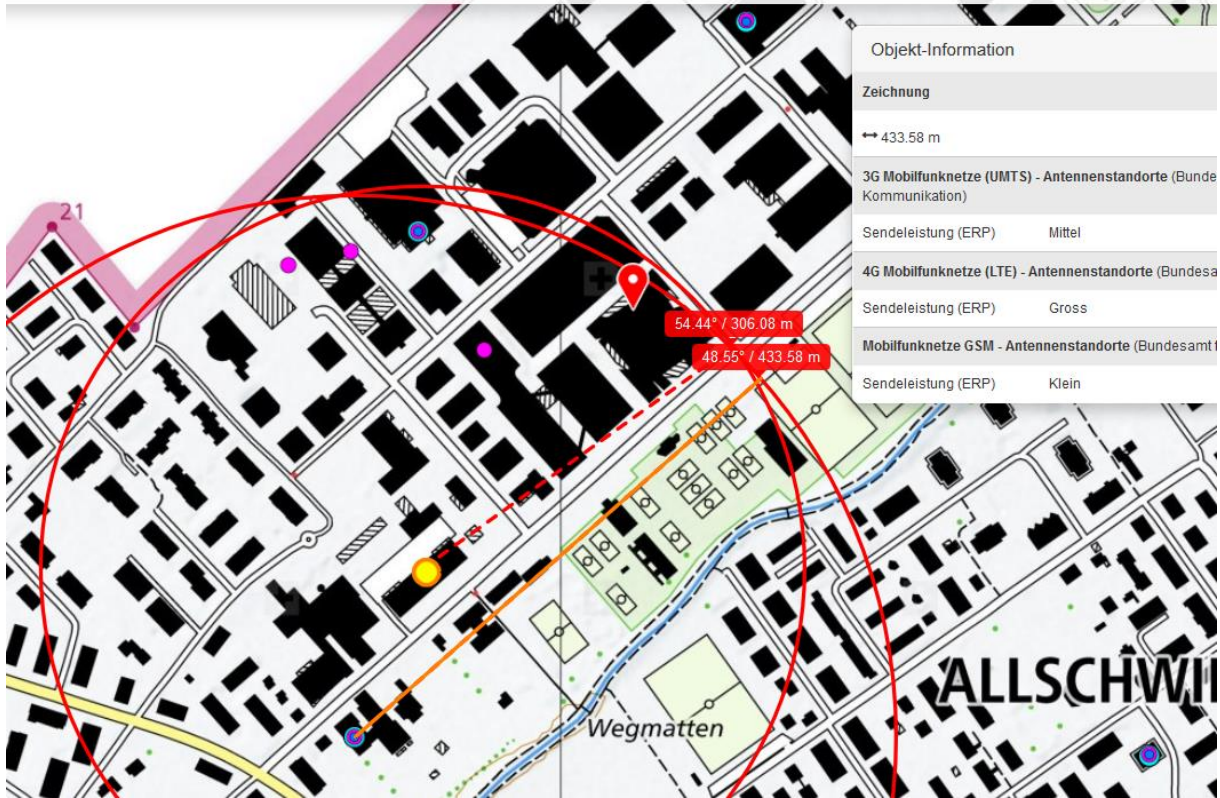 Objekt-Information
Zeichnung
433.58 m
3G Mobilfunknetze (UMTS) - Antennenstandorte (Bunde
Kommunikation)
Sendeleistung (ERP) Mittel
4G Mobilfunknetze (LTE) - Antennenstandorte (Bundesa
Sendeleistung (ERP) Gross
Mobilfunknetze GSM - Antennenstandorte (Bundesamt f
Sendeleistung (ERP) Klein
21
54.44° / 306.08 m
48.55° / 433.58 m
ALLSCHWI
Wegmatten